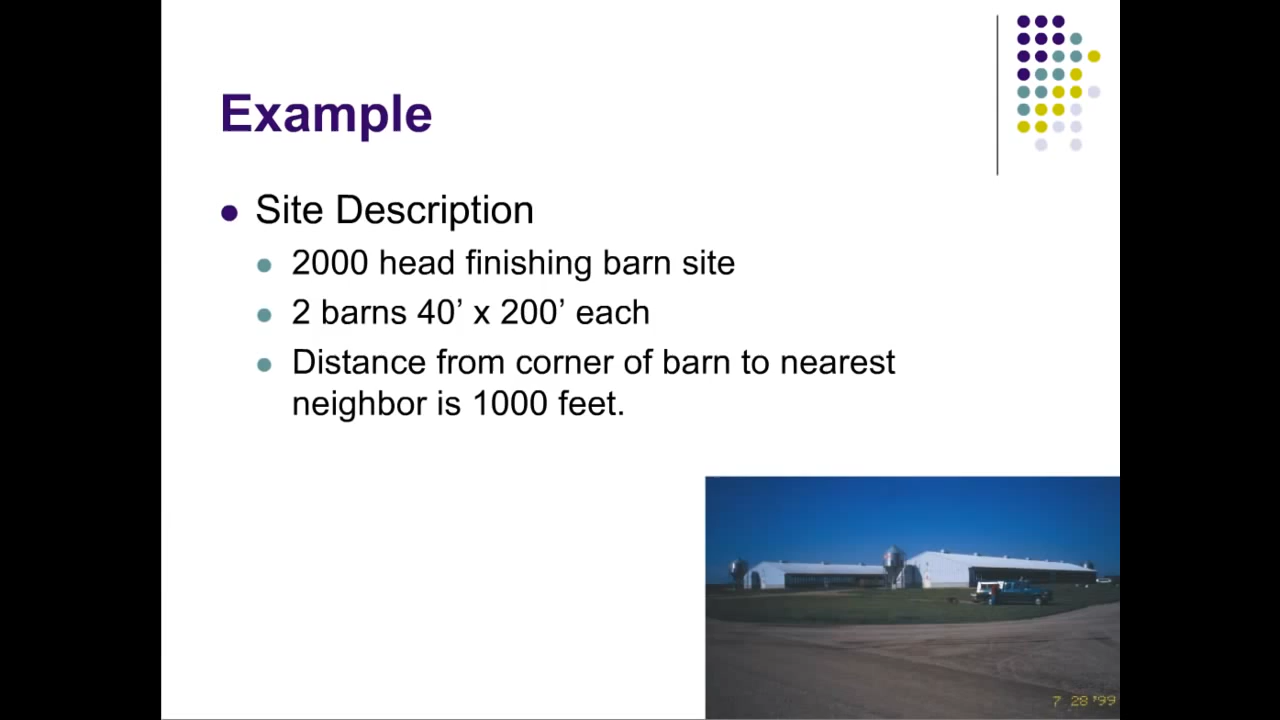 Example
Site Description
2000 head finishing barn site
2 barns 40’ x 200’ each
Distance from corner of barn to nearest
neighbor is 1000 feet.
7 28 '99